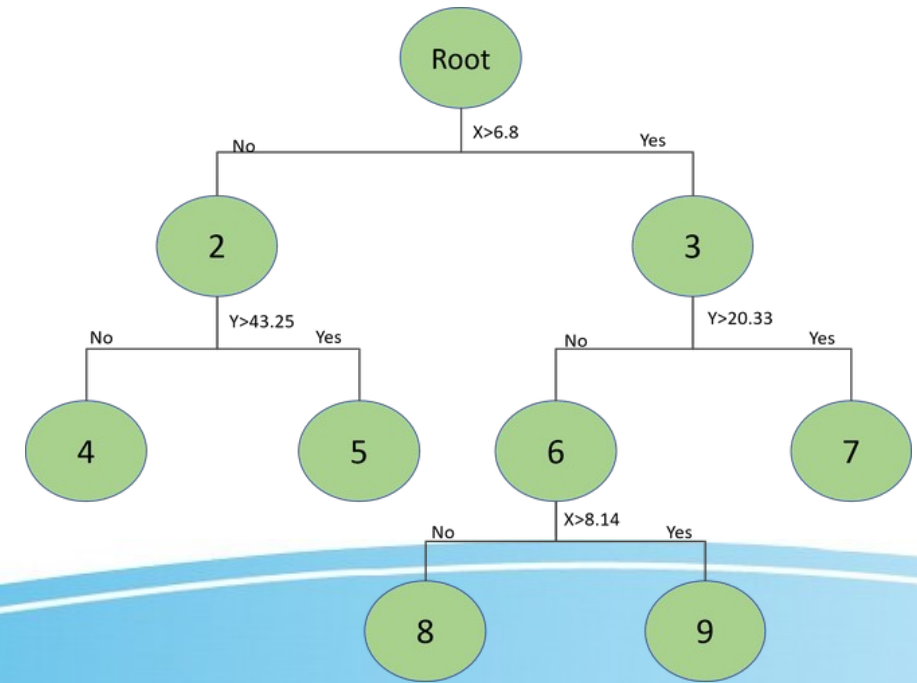 Root
X>6.8
No
Yes
2
3
Y>43.25
Y>20.33
No
Yes
No
Yes
4
5
6
7
X>8.14
No
Yes
8
9